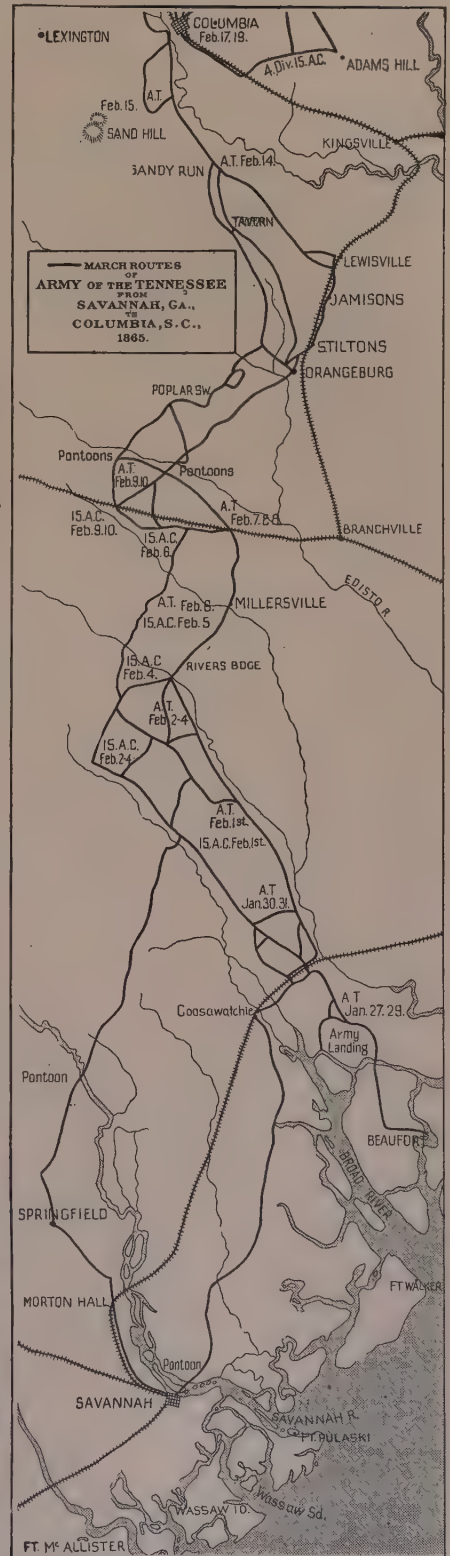 COLUMBIA
Feb.17.19.
LEXINGTON
4.Div.15.A.C.
ADAMS HILL
A.T.
Feb.15.
SAND HILL
KINGSVILLE
A.T. Feb.14.
SANDY RUN
TAVERN
MARCH ROUTES
OF
ARMY OF THE TENNESSEE
FROM
SAVANNAH, GA.,
TO
COLUMBIA, S.C.,
1865.
LEWISVILLE
JAMISONS
STILTONS
ORANGEBURG
POPLAR SW.
Pontoons
A.T.
Feb.9.10.
Pontoons
15.A.C.
Feb.9.10.
A.T
Feb.7.&8.
15.A.C.
Feb.6.
BRANCHVILLE
EDISTO R.
A.T. Feb.6.
15.A.C. Feb.5
MILLERSVILLE
15.A.C
Feb.4.
RIVERS BDGE
A.T.
Feb.2-4
15.A.C.
Feb.2-4.
A.T
Feb.1st.
15.A.C.Feb.1st.
A.T
Jan.30.31.
Coosawatchie
A T
Jan.27.29.
Army
Landing
Pontoon
BEAUFORT
BROAD RIVER
SPRINGFIELD
FT WALKER
MORTON HALL
Pontoon
SAVANNAH
SAVANNAH R.
FT. PULASKI
Wassaw Sd.
WASSAW ID.
FT. Mc ALLISTER